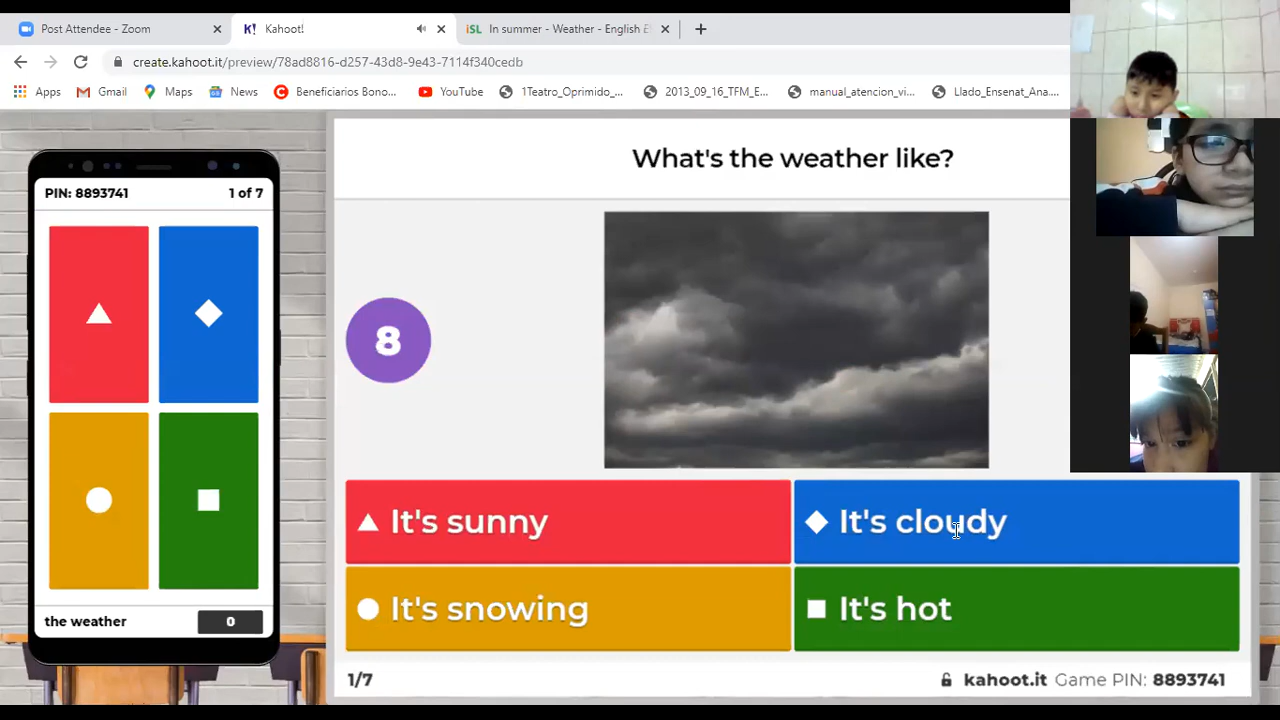 Post Attendee - Zoom
K! Kahoot!
iSL In summer - Weather - English E
create.kahoot.it/preview/78ad8816-d257-43d8-9e43-7114f340cedb
Apps Gmail Maps News Beneficiarios Bono... YouTube 1Teatro_Oprimido_... 2013_09_16_TFM_E... manual_atencion_vi... Llado_Ensenat_Ana....
PIN: 8893741 1 of 7
What's the weather like?
8
It's sunny
It's cloudy
It's snowing
It's hot
the weather 0
1/7
kahoot.it Game PIN: 8893741